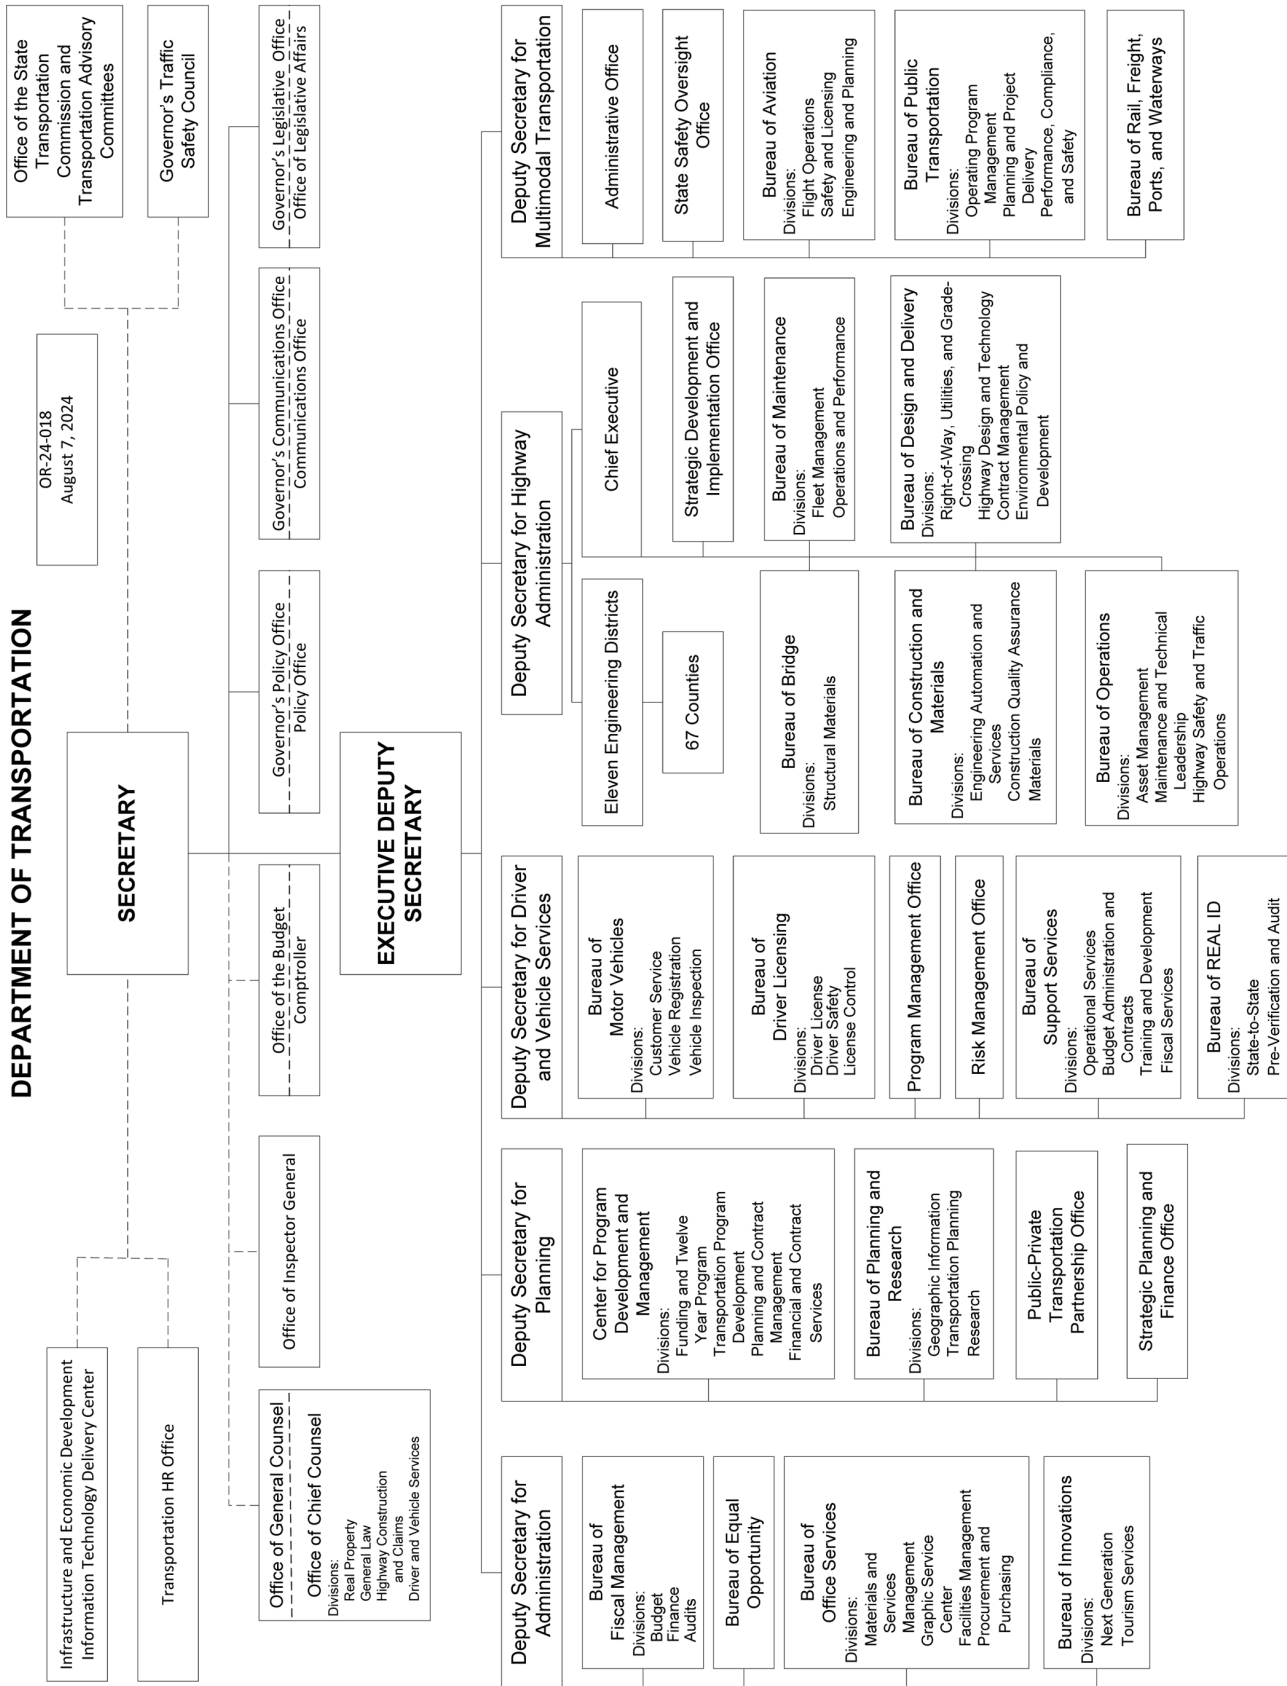 DEPARTMENT OF TRANSPORTATION
OR-24-018
August 7, 2024
Infrastructure and Economic Development
Information Technology Delivery Center
Transportation HR Office
SECRETARY
Office of the State
Transportation
Commission and
Transportation Advisory
Committees
Governor's Traffic
Safety Council
Office of General Counsel
Office of Chief Counsel
Divisions:
Real Property
General Law
Highway Construction
and Claims
Driver and Vehicle Services
Office of Inspector General
Office of the Budget
Comptroller
Governor's Policy Office
Policy Office
Governor's Communications Office
Communications Office
Governor's Legislative Office
Office of Legislative Affairs
EXECUTIVE DEPUTY
SECRETARY
Deputy Secretary for
Administration
Bureau of
Fiscal Management
Divisions:
Budget
Finance
Audits
Bureau of Equal
Opportunity
Bureau of
Office Services
Divisions:
Materials and
Services
Management
Graphic Service
Center
Facilities Management
Procurement and
Purchasing
Bureau of Innovations
Divisions:
Next Generation
Tourism Services
Deputy Secretary for
Planning
Center for Program
Development and
Management
Divisions:
Funding and Twelve
Year Program
Transportation Program
Development
Planning and Contract
Management
Financial and Contract
Services
Bureau of Planning and
Research
Divisions:
Geographic Information
Transportation Planning
Research
Public-Private
Transportation
Partnership Office
Strategic Planning and
Finance Office
Deputy Secretary for Driver
and Vehicle Services
Bureau of
Motor Vehicles
Divisions:
Customer Service
Vehicle Registration
Vehicle Inspection
Bureau of
Driver Licensing
Divisions:
Driver License
Driver Safety
License Control
Program Management Office
Risk Management Office
Bureau of
Support Services
Divisions:
Operational Services
Budget Administration and
Contracts
Training and Development
Fiscal Services
Bureau of REAL ID
Divisions:
State-to-State
Pre-Verification and Audit
Deputy Secretary for Highway
Administration
Eleven Engineering Districts
67 Counties
Chief Executive
Strategic Development and
Implementation Office
Bureau of Bridge
Divisions:
Structural Materials
Bureau of Maintenance
Divisions:
Fleet Management
Operations and Performance
Bureau of Construction and
Materials
Divisions:
Engineering Automation and
Services
Construction Quality Assurance
Materials
Bureau of Design and Delivery
Divisions:
Right-of-Way, Utilities, and Grade-
Crossing
Highway Design and Technology
Contract Management
Environmental Policy and
Development
Bureau of Operations
Divisions:
Asset Management
Maintenance and Technical
Leadership
Highway Safety and Traffic
Operations
Deputy Secretary for
Multimodal Transportation
Administrative Office
State Safety Oversight
Office
Bureau of Aviation
Divisions:
Flight Operations
Safety and Licensing
Engineering and Planning
Bureau of Public
Transportation
Divisions:
Operating Program
Management
Planning and Project
Delivery
Performance, Compliance,
and Safety
Bureau of Rail, Freight,
Ports, and Waterways